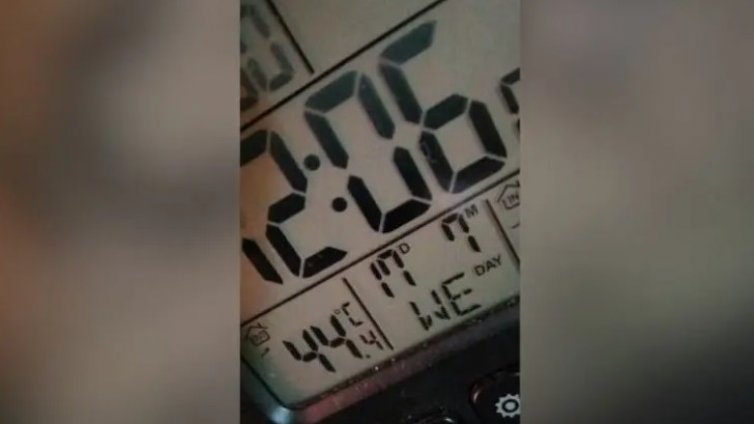 12:06
17 D 7 M
WE DAY
44.4 °C
IN